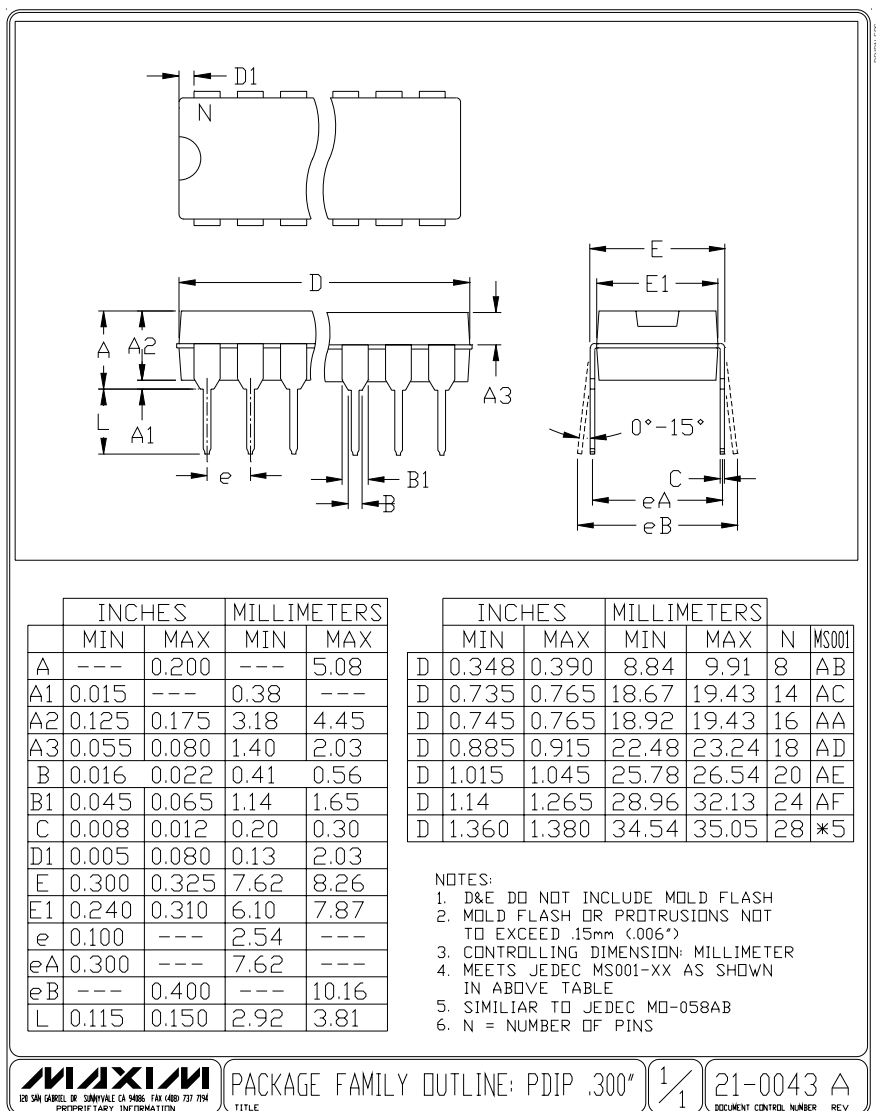 D1
N
D
E
E1
A
A2
A3
L
A1
0°-15°
e
B1
B
C
eA
eB
INCHES MILLIMETERS
MIN MAX MIN MAX
A --- 0.200 --- 5.08
A1 0.015 --- 0.38 ---
A2 0.125 0.175 3.18 4.45
A3 0.055 0.080 1.40 2.03
B 0.016 0.022 0.41 0.56
B1 0.045 0.065 1.14 1.65
C 0.008 0.012 0.20 0.30
D1 0.005 0.080 0.13 2.03
E 0.300 0.325 7.62 8.26
E1 0.240 0.310 6.10 7.87
e 0.100 --- 2.54 ---
eA 0.300 --- 7.62 ---
eB --- 0.400 --- 10.16
L 0.115 0.150 2.92 3.81
INCHES MILLIMETERS
MIN MAX MIN MAX N MS001
D 0.348 0.390 8.84 9.91 8 AB
D 0.735 0.765 18.67 19.43 14 AC
D 0.745 0.765 18.92 19.43 16 AA
D 0.885 0.915 22.48 23.24 18 AD
D 1.015 1.045 25.78 26.54 20 AE
D 1.14 1.265 28.96 32.13 24 AF
D 1.360 1.380 34.54 35.05 28 *5
NOTES:
1. D&E DO NOT INCLUDE MOLD FLASH
2. MOLD FLASH OR PROTRUSIONS NOT
TO EXCEED .15mm (.006")
3. CONTROLLING DIMENSION: MILLIMETER
4. MEETS JEDEC MS001-XX AS SHOWN
IN ABOVE TABLE
5. SIMILIAR TO JEDEC MO-058AB
6. N = NUMBER OF PINS
MAXIM
120 SAN GABRIEL DR SUNNYVALE CA 94086 FAX (408) 737 7194
PROPRIETARY INFORMATION
PACKAGE FAMILY OUTLINE: PDIP .300"
TITLE
1/1
21-0043 A
DOCUMENT CONTROL NUMBER REV